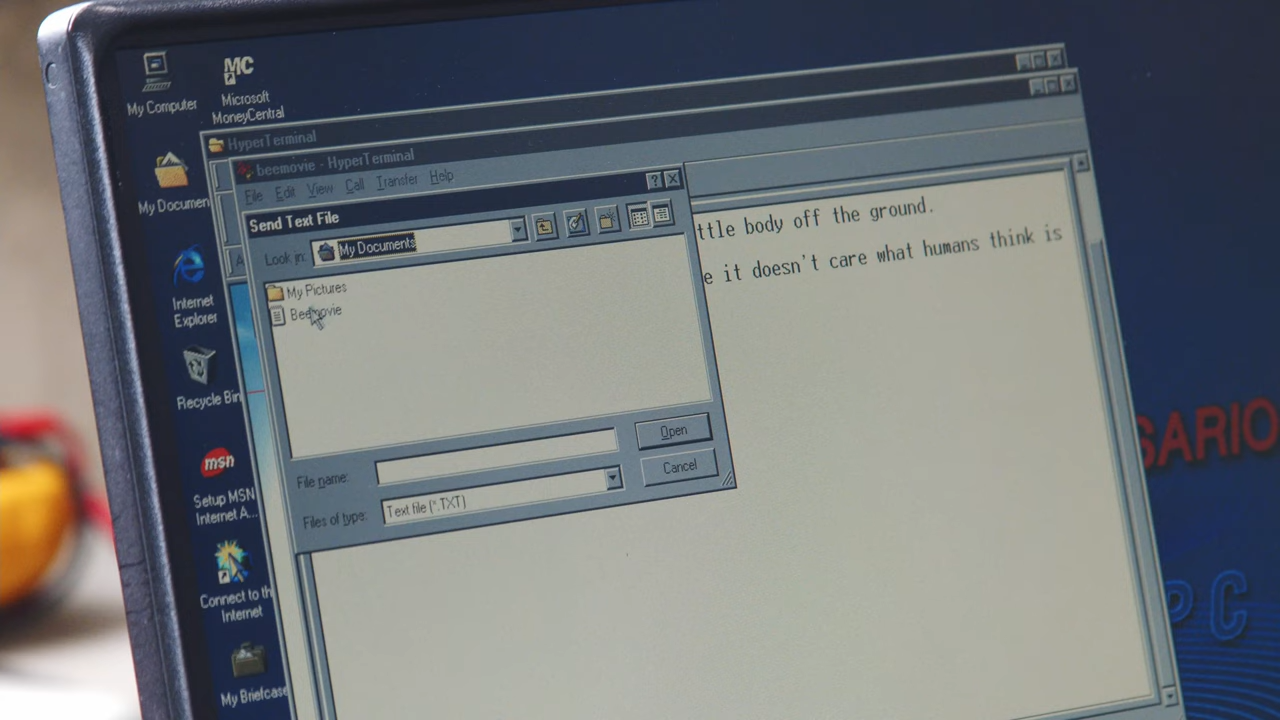 My Computer
MC
Microsoft
MoneyCentral
My Documen
Internet
Explorer
Recycle Bin
msn
Setup MSN
Internet A...
Connect to th
Internet
My Briefcase
HyperTerminal
beemovie - HyperTerminal
File Edit View Call Transfer Help
Send Text File
Look in: My Documents
My Pictures
Beemovie
File name:
Open
Files of type: Text file (*.TXT)
Cancel
ttle body off the ground.
e it doesn't care what humans think is
SARIO
PC